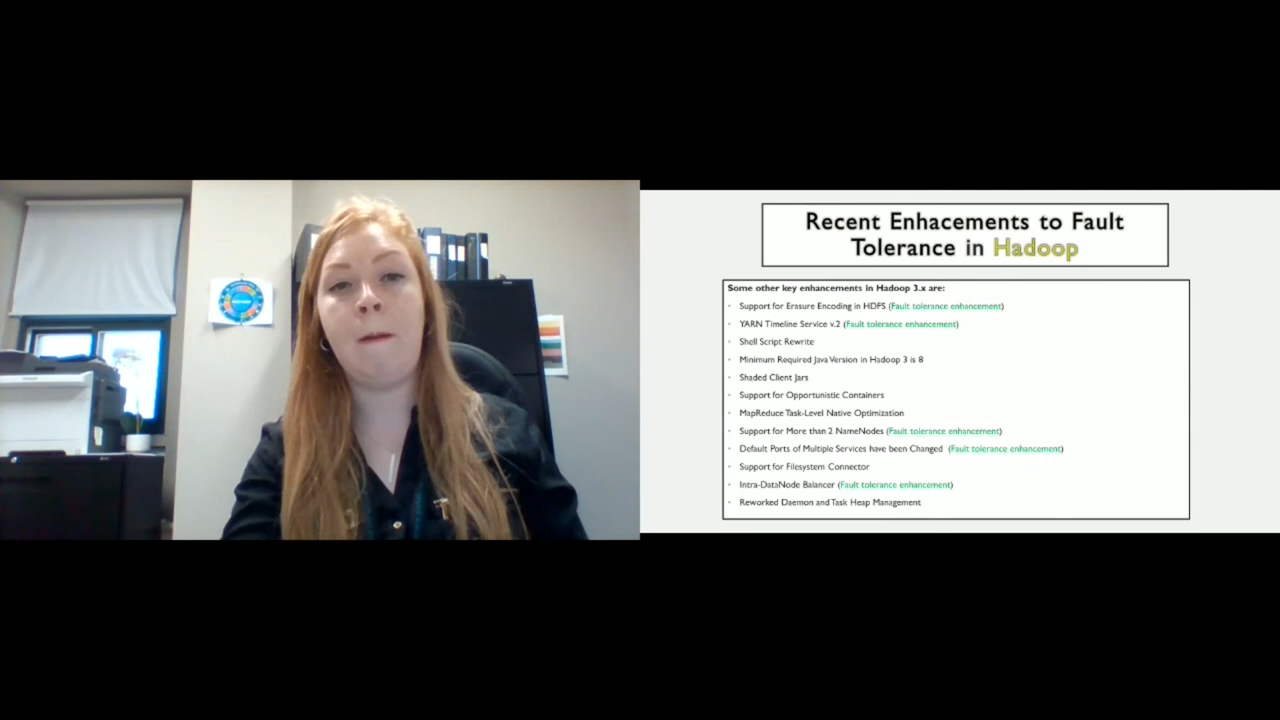 Recent Enhacements to Fault
Tolerance in Hadoop
Some other key enhancements in Hadoop 3.x are:
• Support for Erasure Encoding in HDFS (Fault tolerance enhancement)
• YARN Timeline Service v.2 (Fault tolerance enhancement)
• Shell Script Rewrite
• Minimum Required Java Version in Hadoop 3 is 8
• Shaded Client Jars
• Support for Opportunistic Containers
• MapReduce Task-Level Native Optimization
• Support for More than 2 NameNodes (Fault tolerance enhancement)
• Default Ports of Multiple Services have been Changed (Fault tolerance enhancement)
• Support for Filesystem Connector
• Intra-DataNode Balancer (Fault tolerance enhancement)
• Reworked Daemon and Task Heap Management